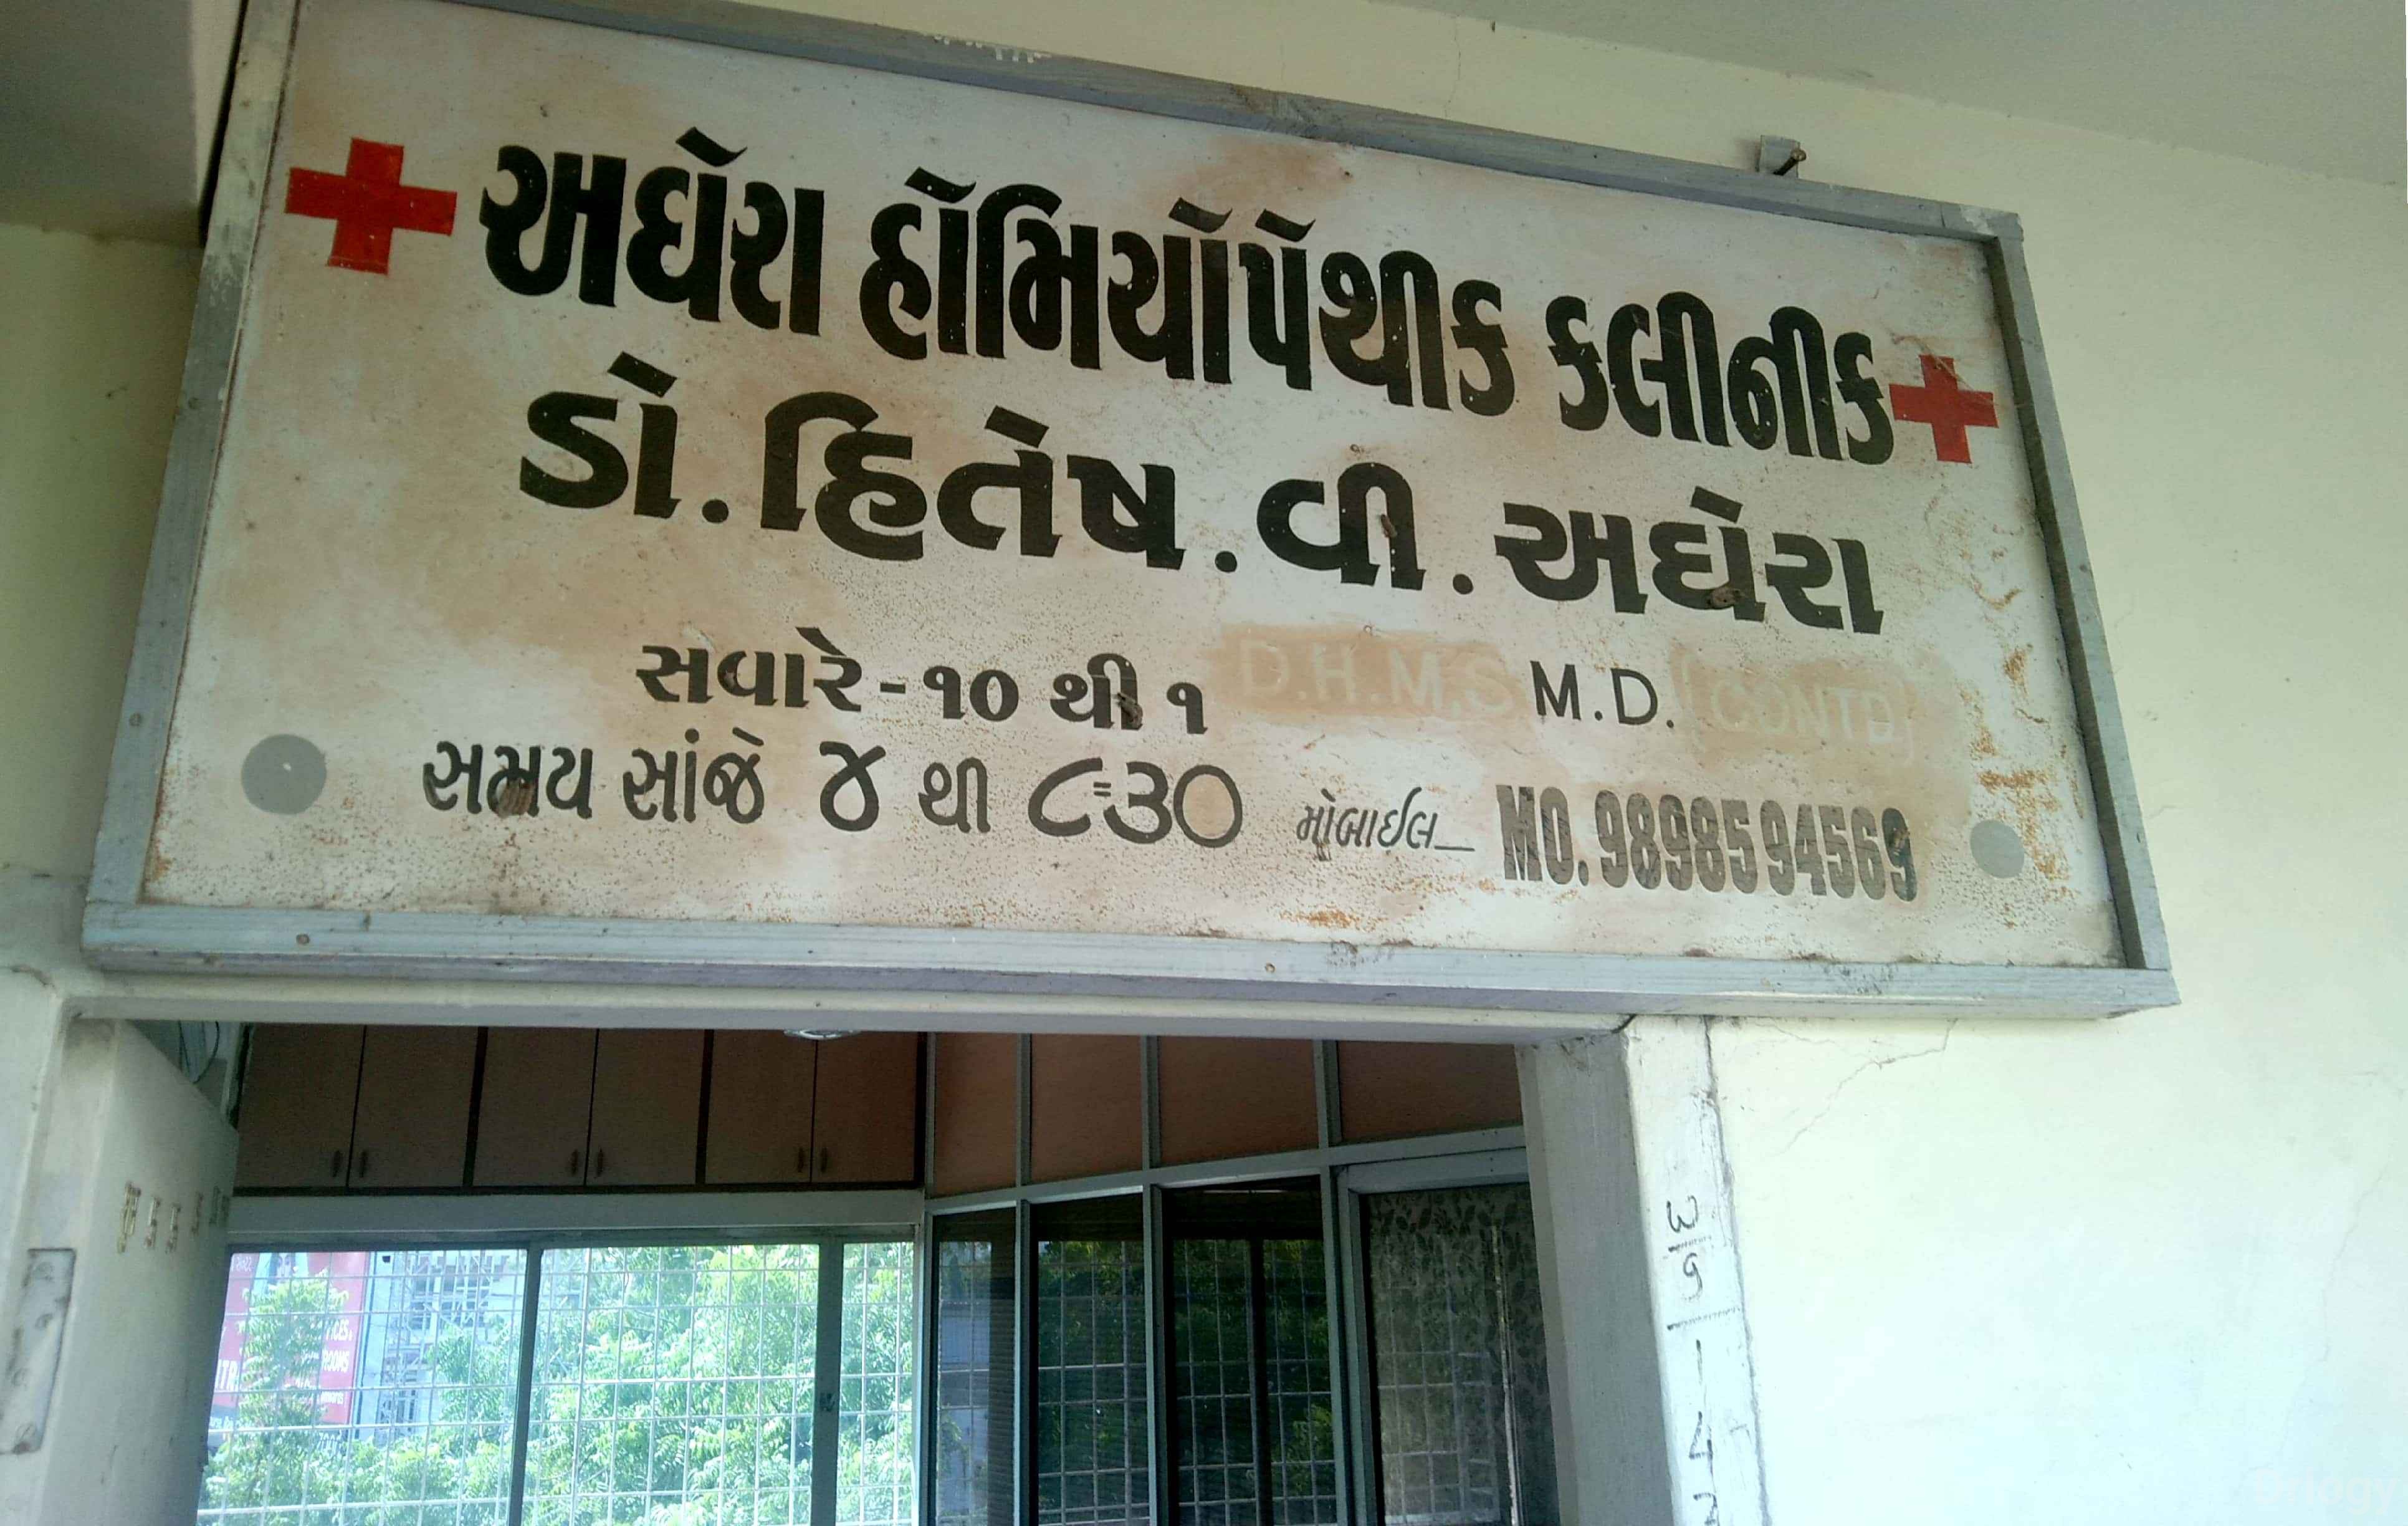 અઘેરા હોમિયોપેથીક કલીનીક
ડો. હિતેષ. વી. અઘેરા
સવારે - ૧૦ થી ૧ D.H.M.S M.D. (CONTD)
સમય સાંજે ૪ થી ૮=૩૦ મોબાઈલ_ MO. 9898594569